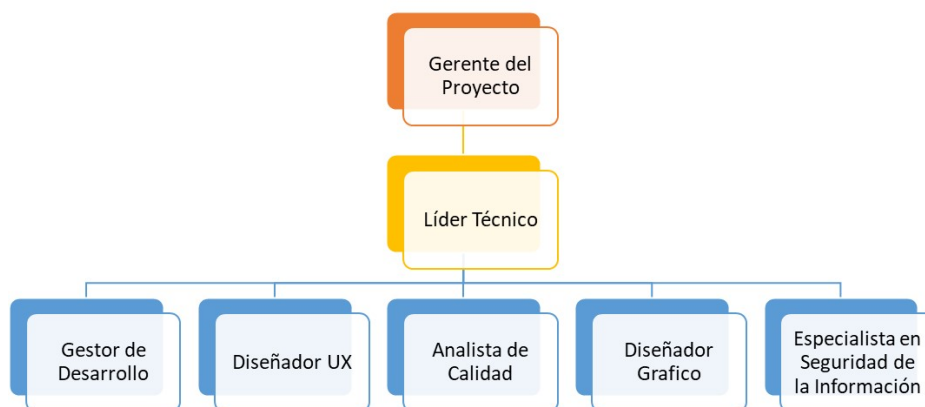 Gerente del
Proyecto
Líder Técnico
Gestor de
Desarrollo
Diseñador UX
Analista de
Calidad
Diseñador
Grafico
Especialista en
Seguridad de
la Información